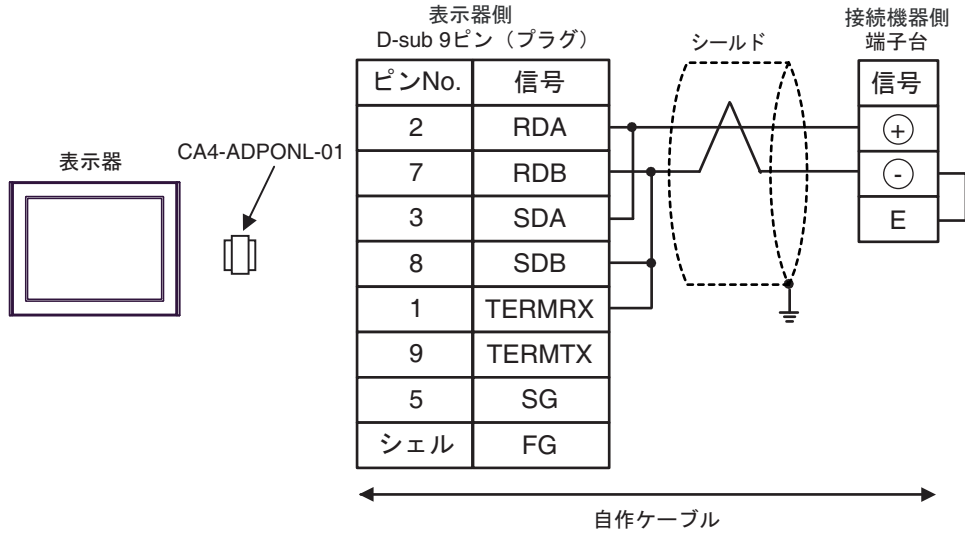 表示器側
D-sub 9ピン（プラグ）
シールド
接続機器側
端子台
ピンNo. 信号
信号
2 RDA
+
7 RDB
-
3 SDA
E
8 SDB
1 TERMRX
9 TERMTX
5 SG
シェル FG
表示器
CA4-ADPONL-01
自作ケーブル